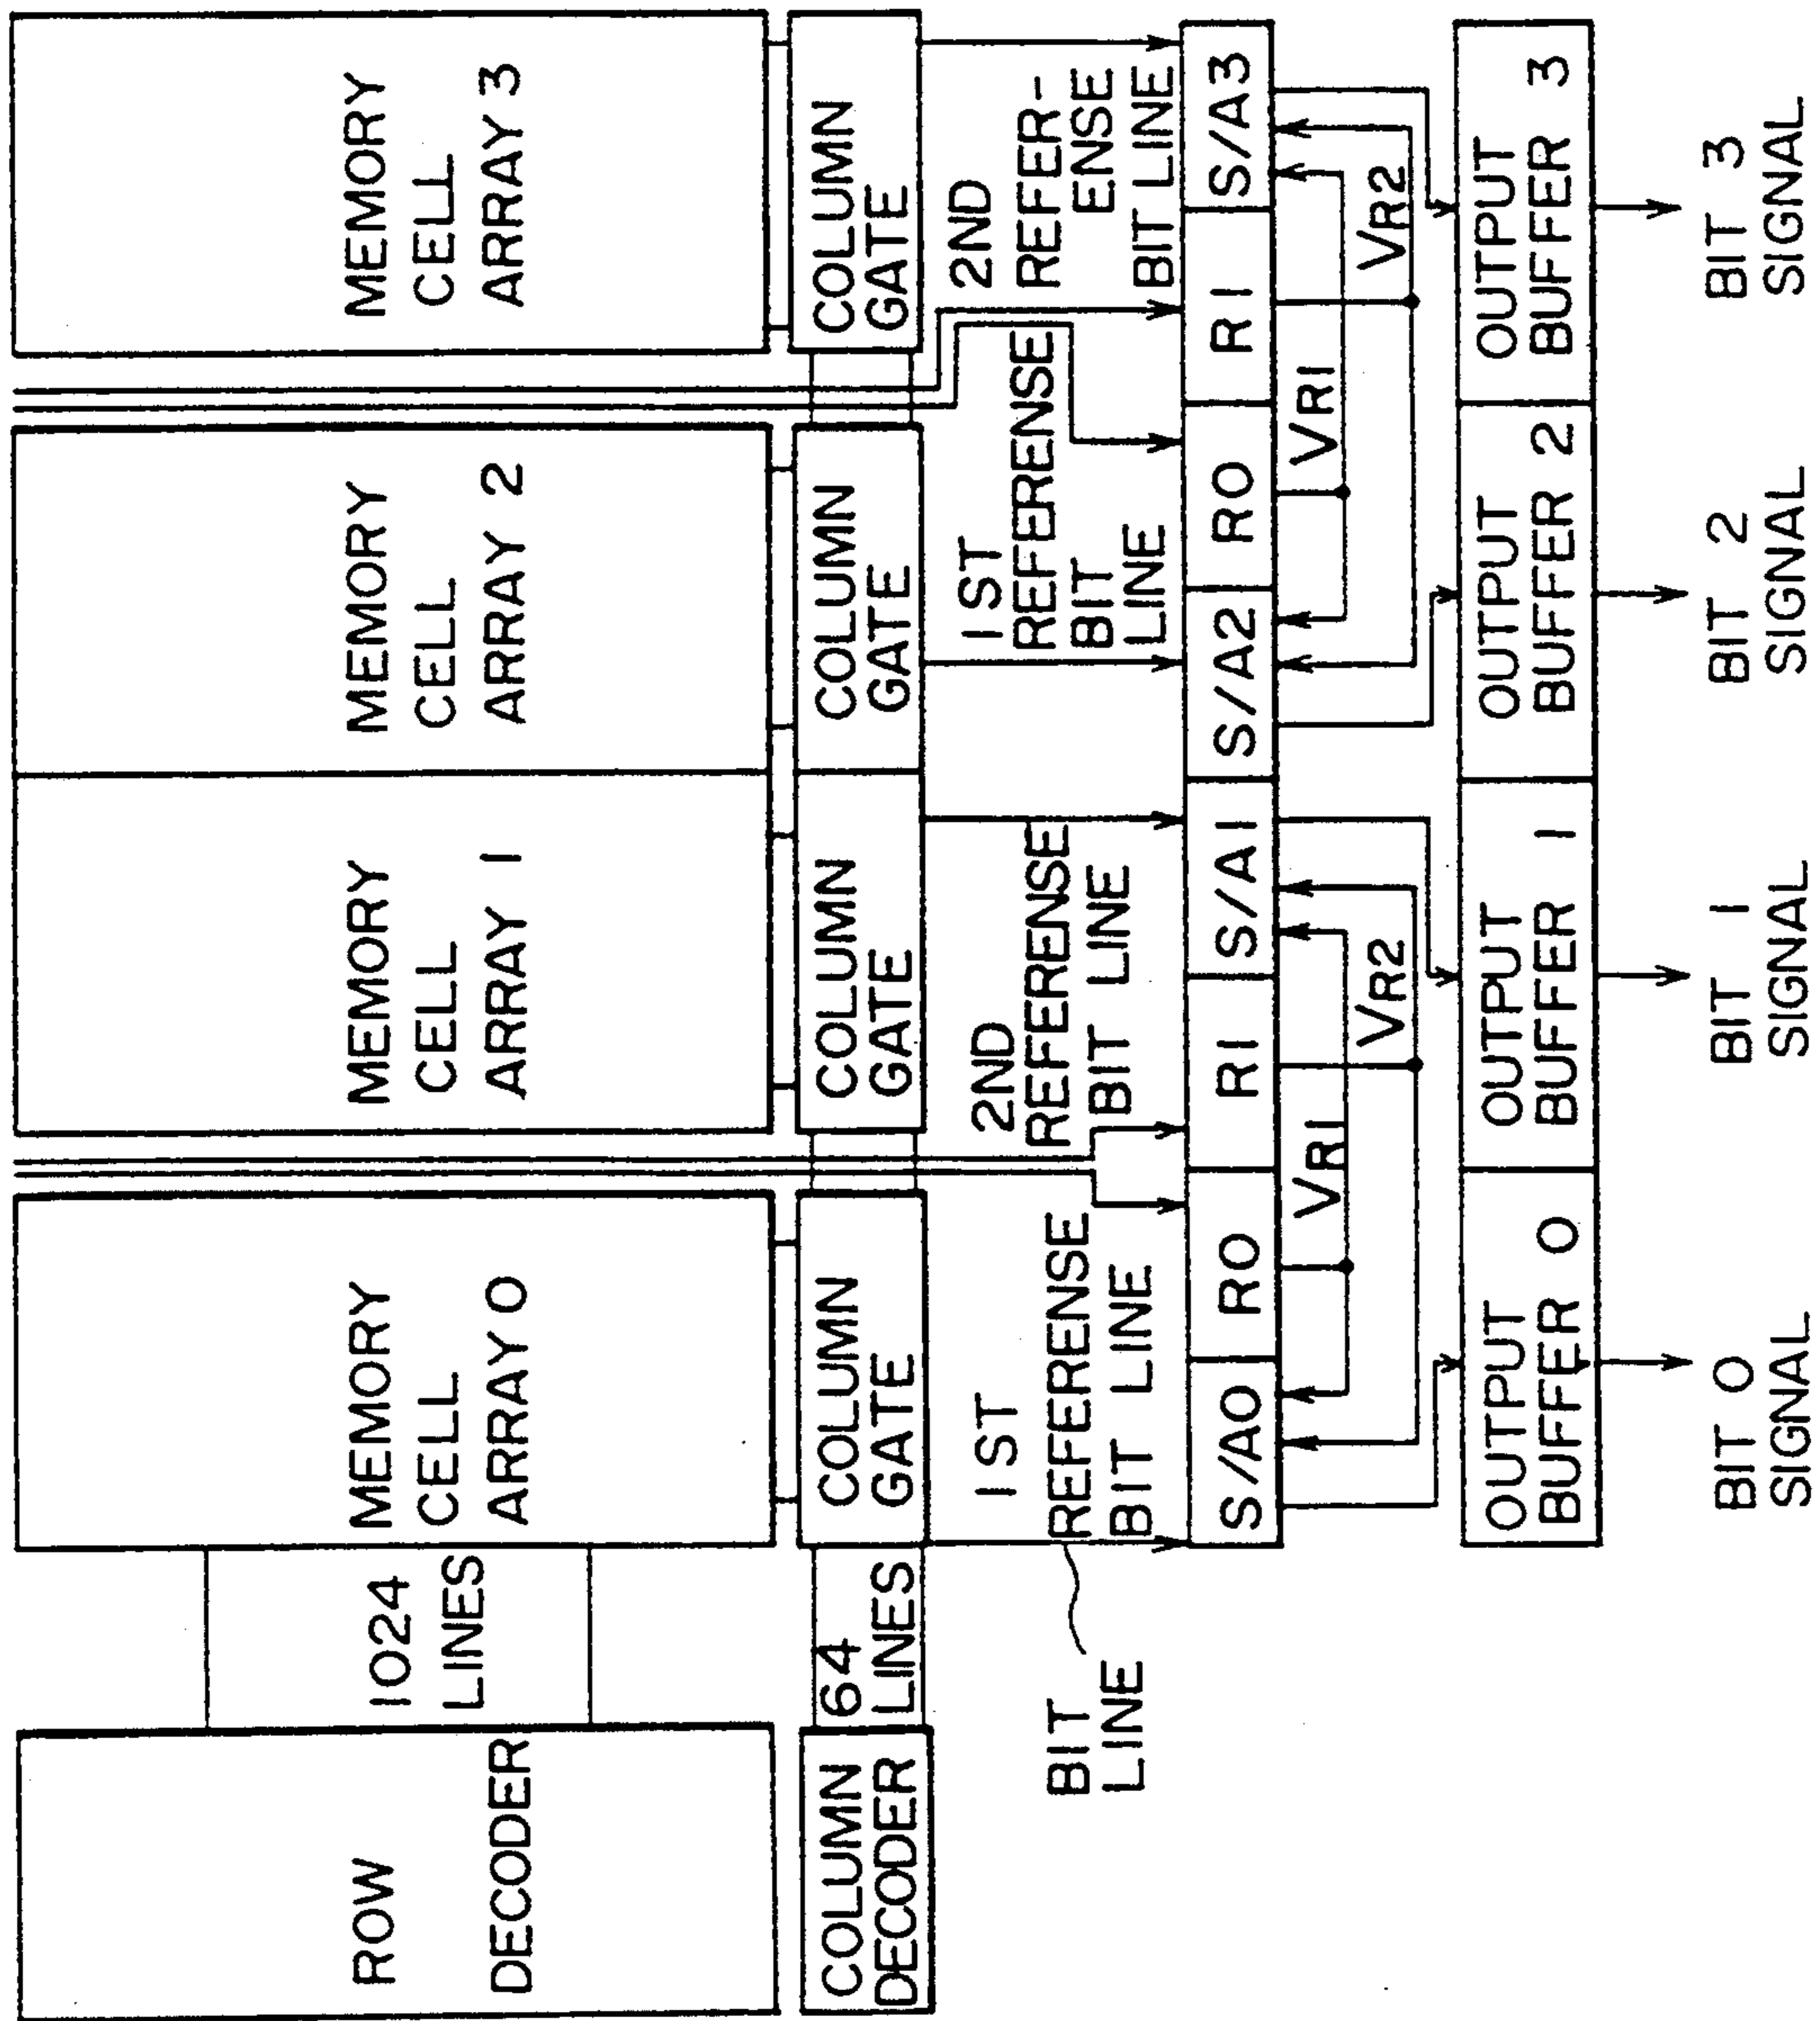 ROW
DECODER
1024
LINES
MEMORY
CELL
ARRAY 0
MEMORY
CELL
ARRAY 1
MEMORY
CELL
ARRAY 2
MEMORY
CELL
ARRAY 3
COLUMN
DECODER
64
LINES
COLUMN
GATE
COLUMN
GATE
COLUMN
GATE
COLUMN
GATE
BIT
LINE
1ST
REFERENSE
BIT LINE
2ND
REFERENSE
BIT LINE
1ST
REFERENSE
BIT
LINE
2ND
REFER-
ENSE
BIT LINE
S/A0
R0
R1
S/A1
S/A2
R0
R1
S/A3
VR1
VR2
VR1
VR2
OUTPUT
BUFFER 0
OUTPUT
BUFFER 1
OUTPUT
BUFFER 2
OUTPUT
BUFFER 3
BIT 0
SIGNAL
BIT 1
SIGNAL
BIT 2
SIGNAL
BIT 3
SIGNAL